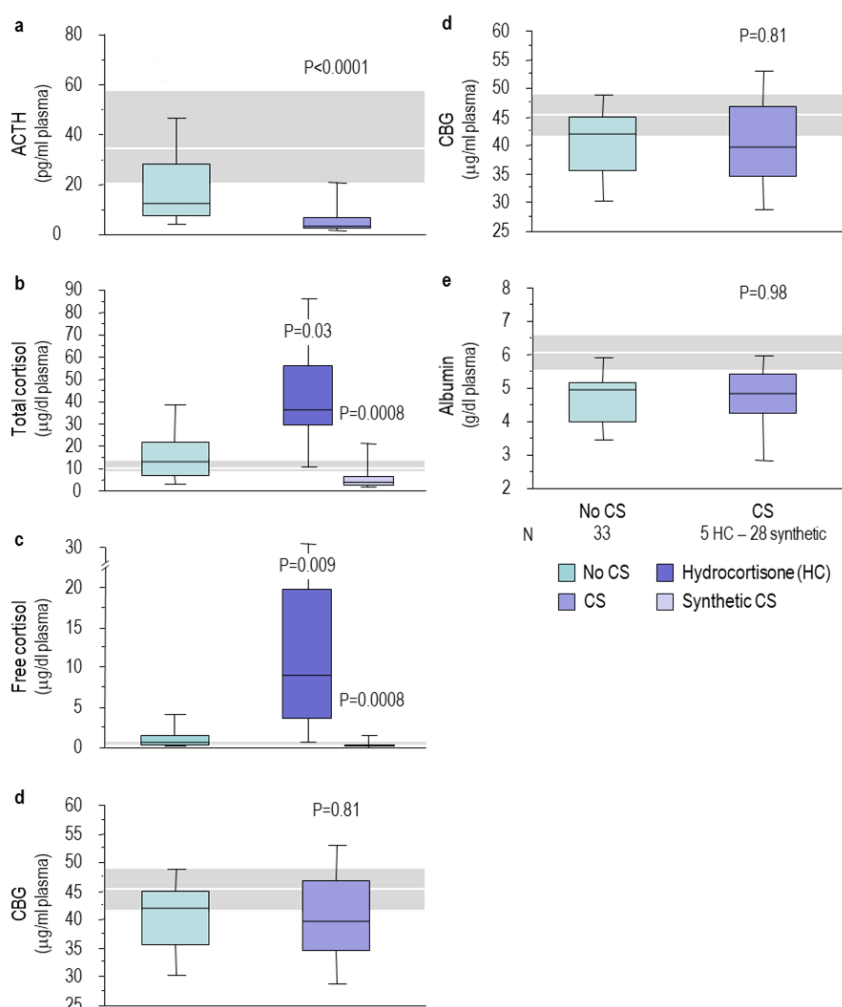 a
80
60
40
20
0
ACTH
(pg/ml plasma)
P<0.0001
b
90
80
70
60
50
40
30
20
10
0
Total cortisol
(µg/dl plasma)
P=0.03
P=0.0008
c
30
20
15
10
5
0
Free cortisol
(µg/dl plasma)
P=0.009
P=0.0008
d
60
55
50
45
40
35
30
25
CBG
(µg/ml plasma)
P=0.81
d
60
55
50
45
40
35
30
25
CBG
(µg/ml plasma)
P=0.81
e
8
7
6
5
4
3
2
Albumin
(g/dl plasma)
P=0.98
No CS CS
N 33 5 HC – 28 synthetic
No CS Hydrocortisone (HC)
CS Synthetic CS